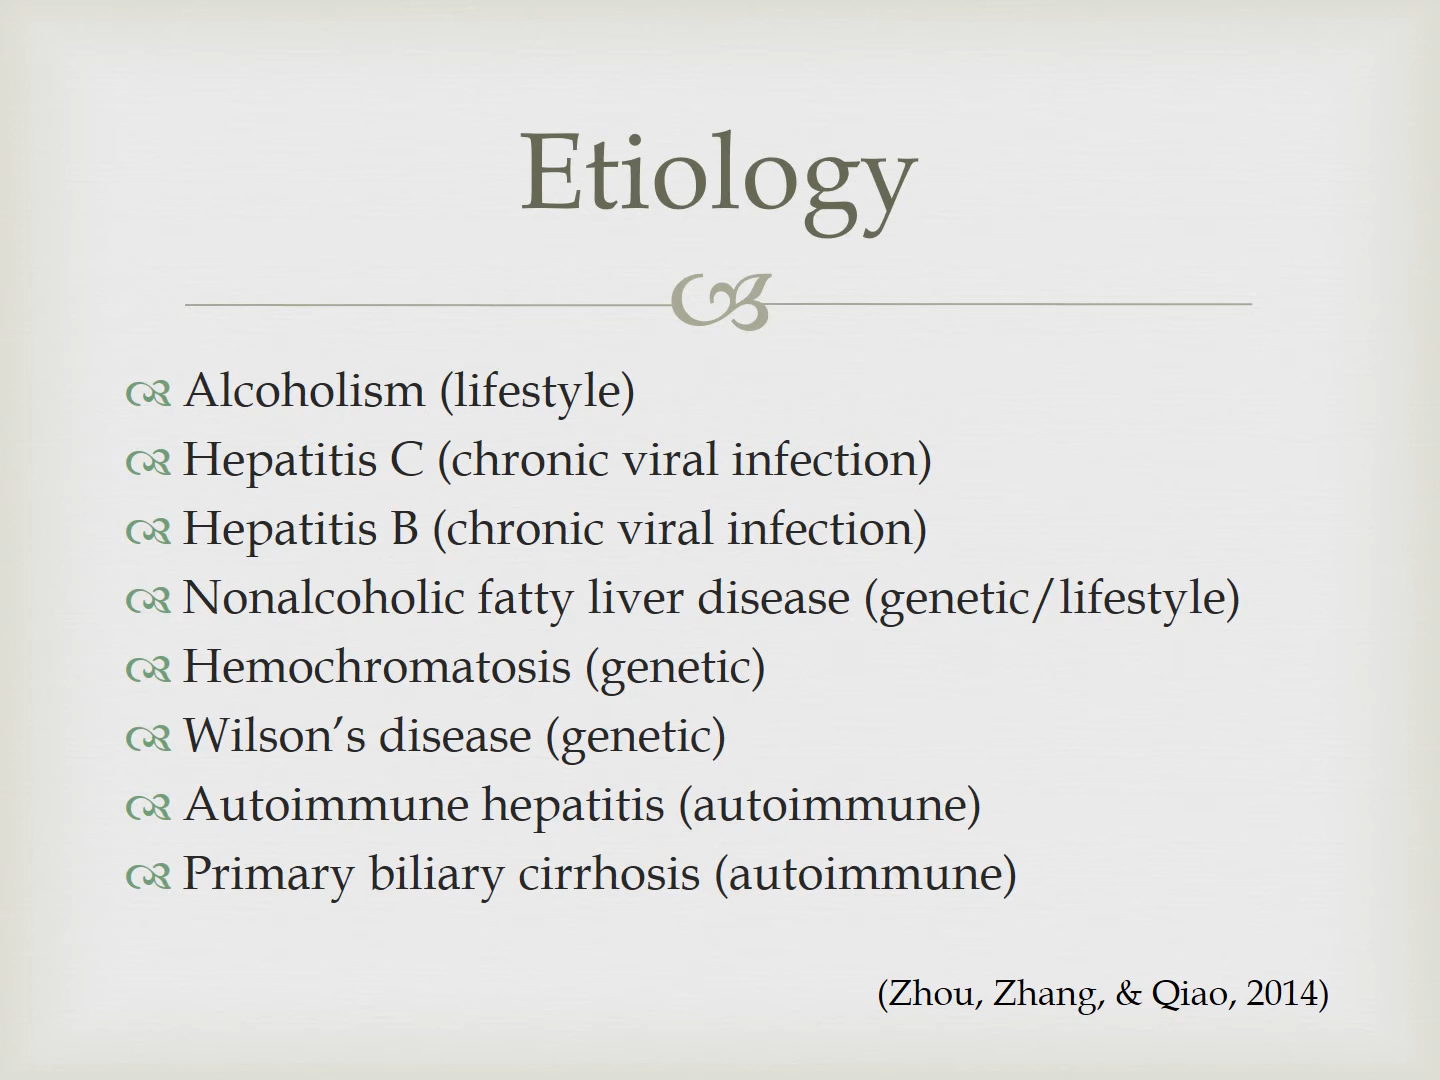 Etiology
Alcoholism (lifestyle)
Hepatitis C (chronic viral infection)
Hepatitis B (chronic viral infection)
Nonalcoholic fatty liver disease (genetic/lifestyle)
Hemochromatosis (genetic)
Wilson’s disease (genetic)
Autoimmune hepatitis (autoimmune)
Primary biliary cirrhosis (autoimmune)
(Zhou, Zhang, & Qiao, 2014)